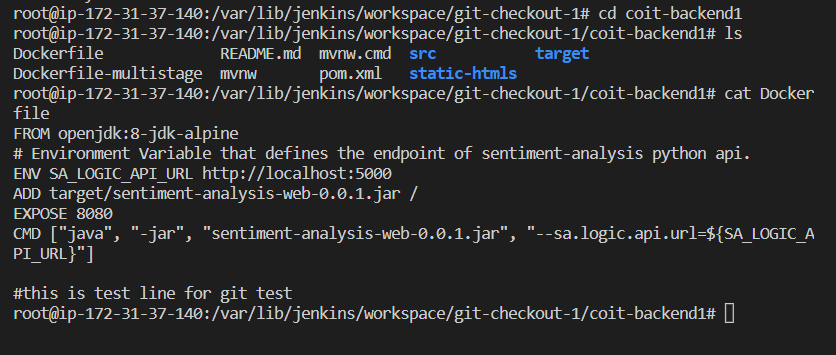 root@ip-172-31-37-140:/var/lib/jenkins/workspace/git-checkout-1# cd coit-backend1
root@ip-172-31-37-140:/var/lib/jenkins/workspace/git-checkout-1/coit-backend1# ls
Dockerfile            README.md  mvnw.cmd  src          target
Dockerfile-multistage  mvnw       pom.xml   static-htmls
root@ip-172-31-37-140:/var/lib/jenkins/workspace/git-checkout-1/coit-backend1# cat Docker
file
FROM openjdk:8-jdk-alpine
# Environment Variable that defines the endpoint of sentiment-analysis python api.
ENV SA_LOGIC_API_URL http://localhost:5000
ADD target/sentiment-analysis-web-0.0.1.jar /
EXPOSE 8080
CMD ["java", "-jar", "sentiment-analysis-web-0.0.1.jar", "--sa.logic.api.url=${SA_LOGIC_A
PI_URL}"]
#this is test line for git test
root@ip-172-31-37-140:/var/lib/jenkins/workspace/git-checkout-1/coit-backend1#